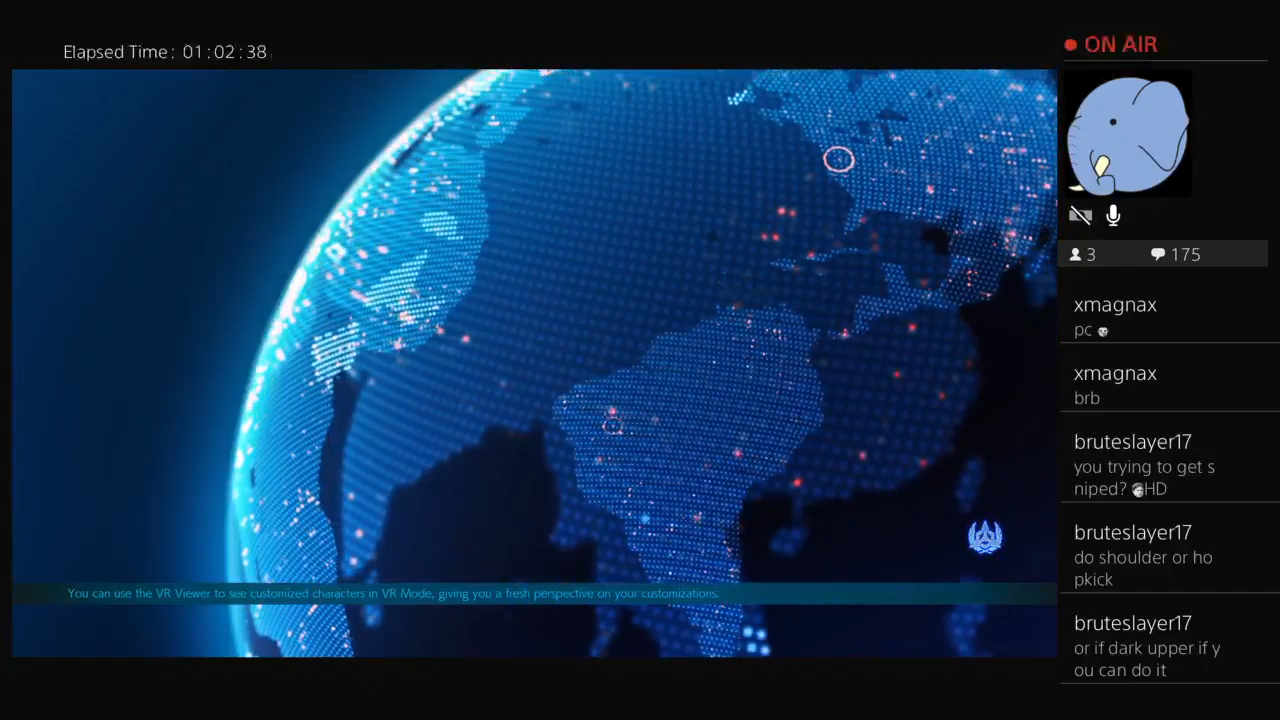 Elapsed Time: 01:02:38
ON AIR
3 175
xmagnax
pc
xmagnax
brb
bruteslayer17
you trying to get s
niped? HD
bruteslayer17
do shoulder or ho
pkick
bruteslayer17
or if dark upper if y
ou can do it
You can use the VR Viewer to see customized characters in VR Mode, giving you a fresh perspective on your customizations.